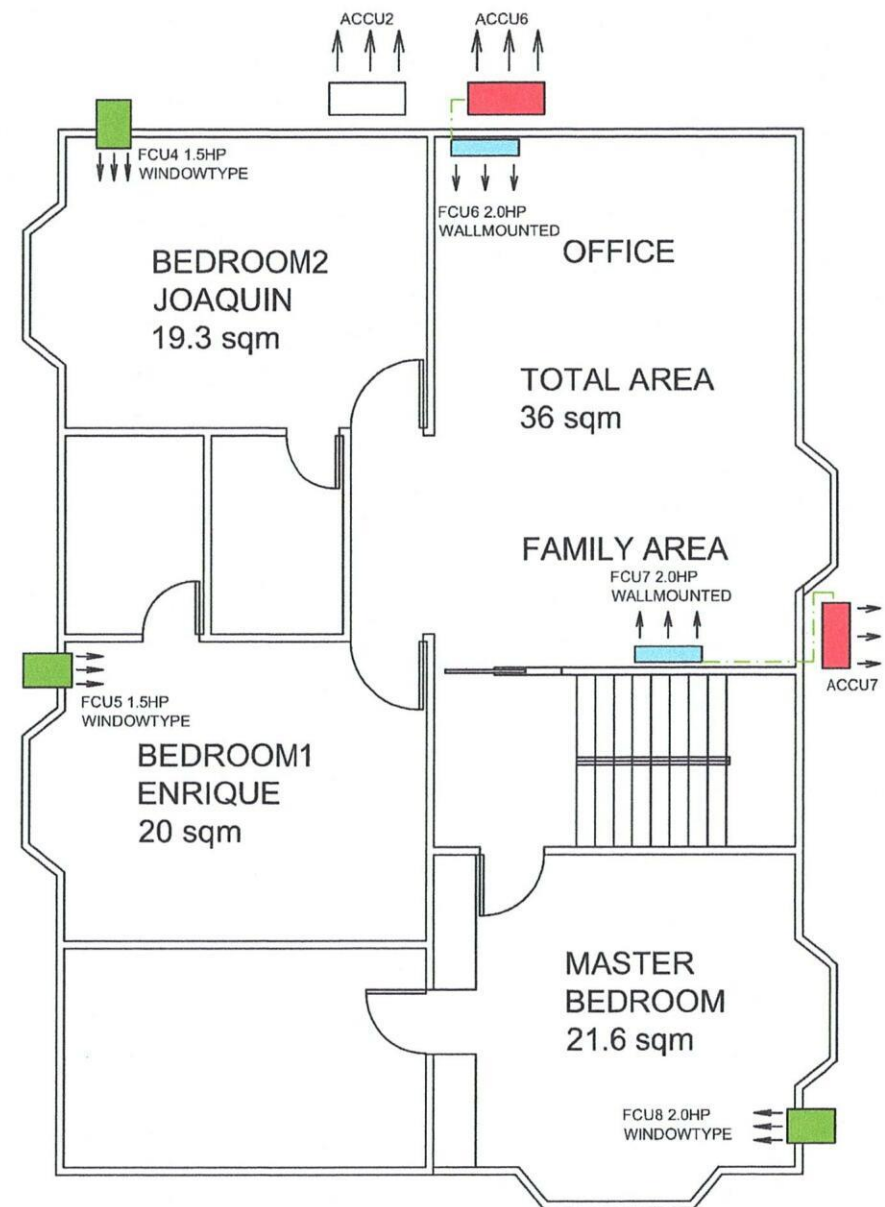 ACCU2
ACCU6
FCU4 1.5HP
WINDOWTYPE
FCU6 2.0HP
WALLMOUNTED
BEDROOM2
JOAQUIN
19.3 sqm
OFFICE
TOTAL AREA
36 sqm
FAMILY AREA
FCU7 2.0HP
WALLMOUNTED
ACCU7
FCU5 1.5HP
WINDOWTYPE
BEDROOM1
ENRIQUE
20 sqm
MASTER
BEDROOM
21.6 sqm
FCU8 2.0HP
WINDOWTYPE